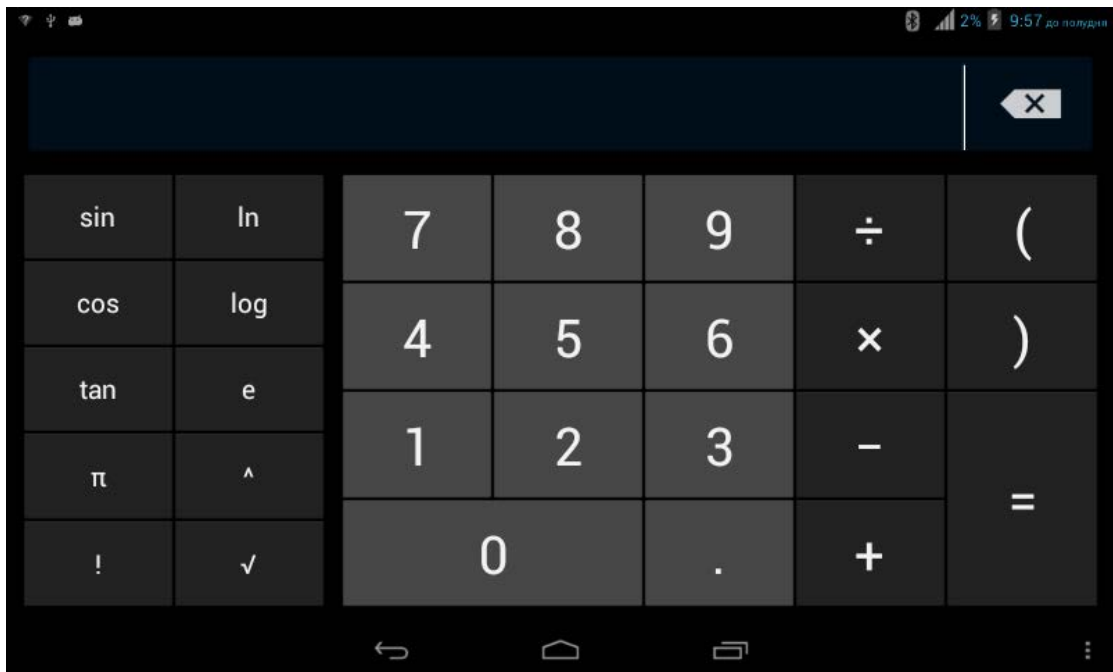 2% 9:57 до полудня
sin ln 7 8 9 ÷ (
cos log 4 5 6 × )
tan e 1 2 3 −
π ^ =
! √ 0 . +